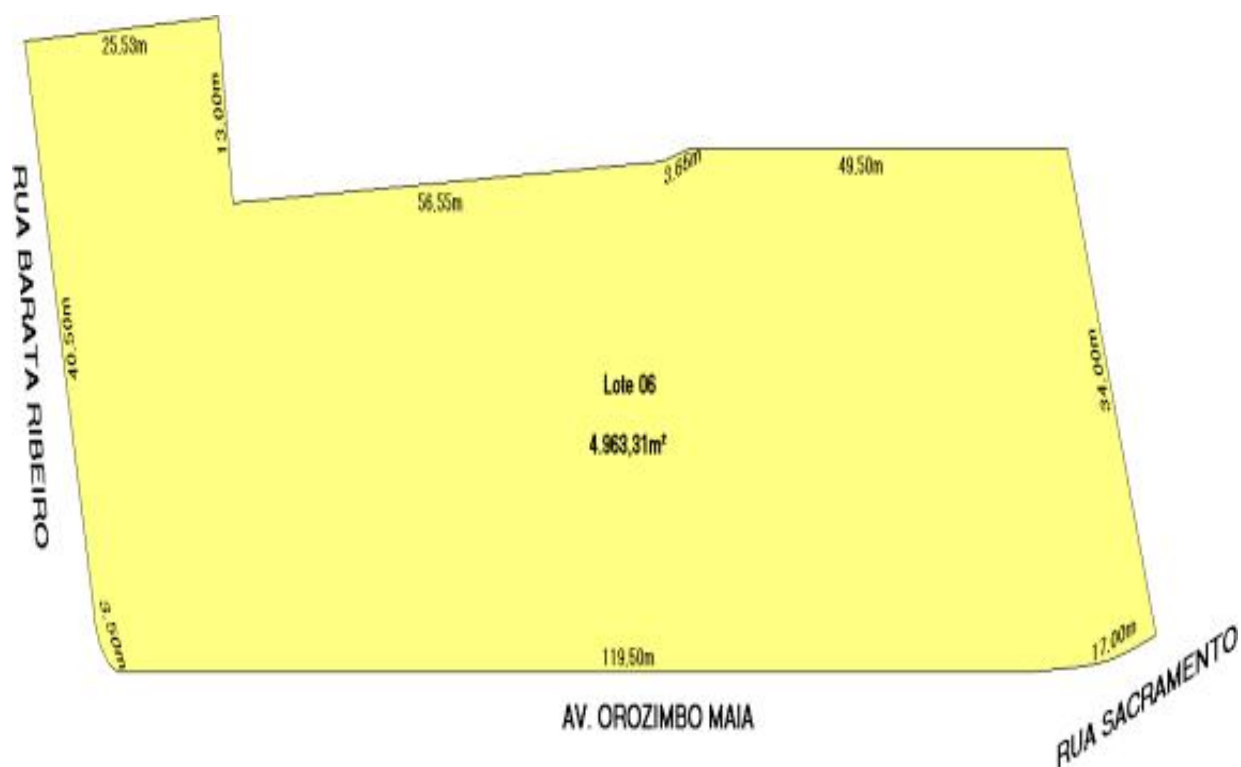 25,53m
13,00m
56,55m
3,65m
49,50m
RUA BARATA RIBEIRO
40,50m
34,00m
Lote 06
4.963,31m²
3,50m
119,50m
17,00m
AV. OROZIMBO MAIA
RUA SACRAMENTO